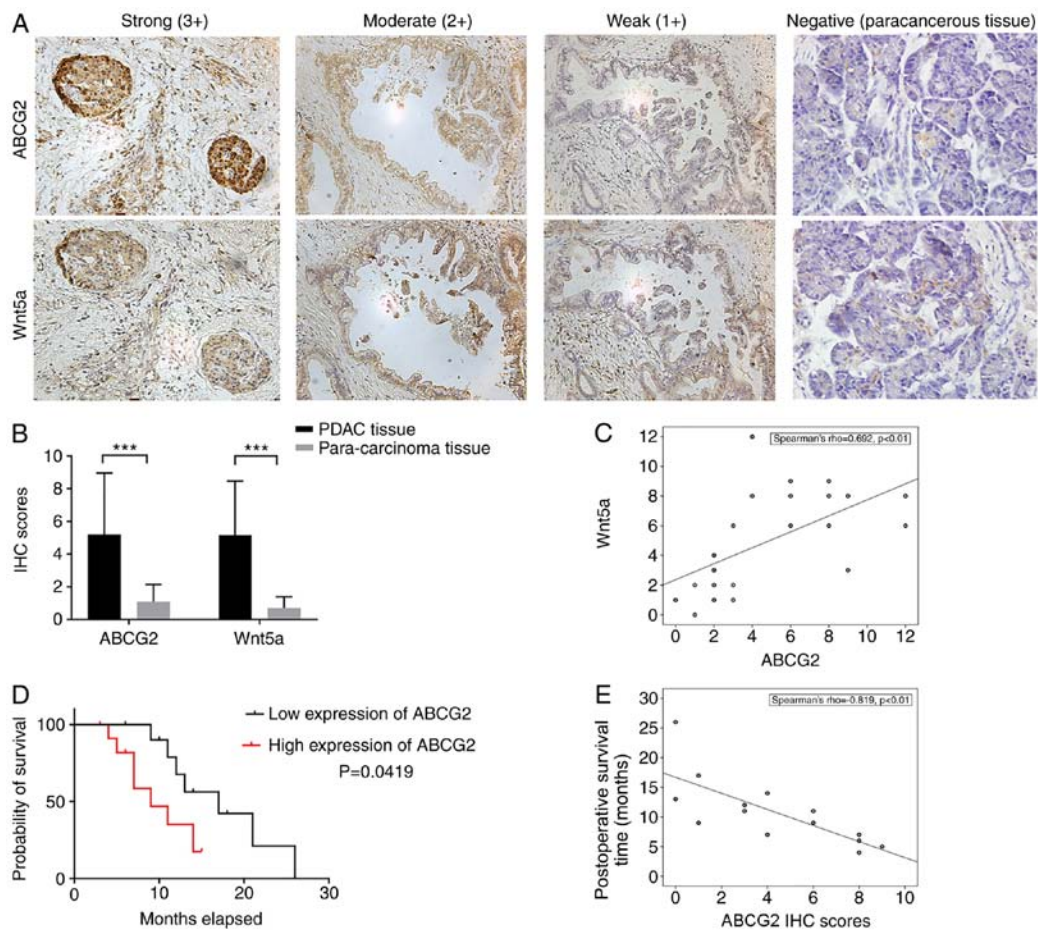 A
Strong (3+)
Moderate (2+)
Weak (1+)
Negative (paracancerous tissue)
ABCG2
Wnt5a
B
PDAC tissue
Para-carcinoma tissue
IHC scores
10
8
6
4
2
0
***
***
ABCG2
Wnt5a
C
Spearman's rho=0.692, p<0.01
Wnt5a
12
10
8
6
4
2
0
0 2 4 6 8 10 12
ABCG2
D
Low expression of ABCG2
High expression of ABCG2
P=0.0419
Probability of survival
100
50
0
0 10 20 30
Months elapsed
E
Spearman's rho=-0.819, p<0.01
Postoperative survival
time (months)
30
25
20
15
10
5
0
0 2 4 6 8 10
ABCG2 IHC scores